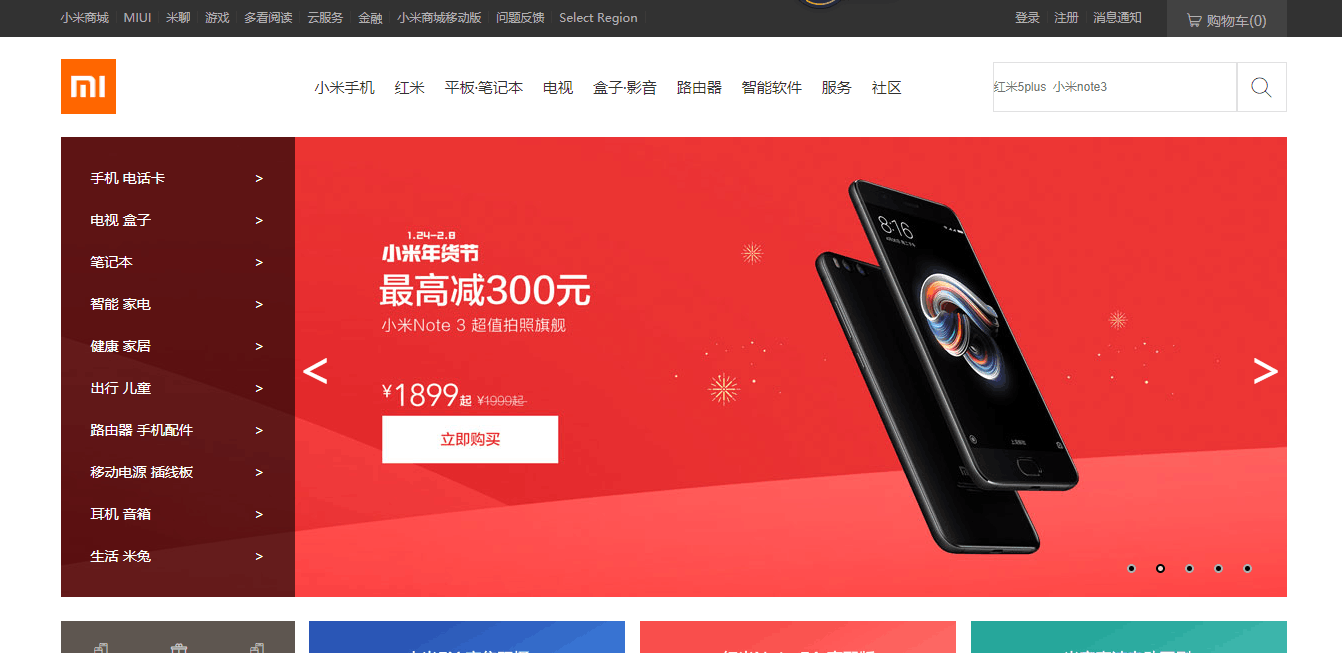 小米商城 MIUI 米聊 游戏 多看阅读 云服务 金融 小米商城移动版 问题反馈 Select Region 登录 注册 消息通知 购物车(0)
小米手机 红米 平板·笔记本 电视 盒子·影音 路由器 智能软件 服务 社区 红米5plus 小米note3
手机 电话卡 >
电视 盒子 >
笔记本 >
智能 家电 >
健康 家居 >
出行 儿童 >
路由器 手机配件 >
移动电源 插线板 >
耳机 音箱 >
生活 米兔 >
1.24-2.8
小米年货节
最高减300元
小米Note 3 超值拍照旗舰
¥1899起 ¥1999起
立即购买
8:16
< >